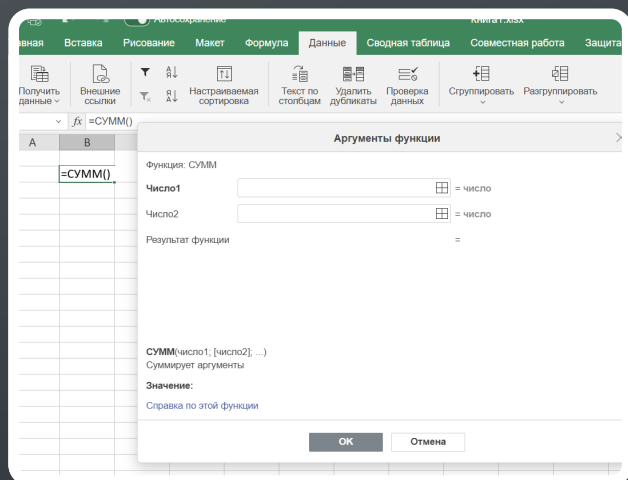 Автосохранение
Книга1.xlsx
авная Вставка Рисование Макет Формула Данные Сводная таблица Совместная работа Защита
Получить данные
Внешние ссылки
Настраиваемая сортировка
Текст по столбцам
Удалить дубликаты
Проверка данных
Сгруппировать
Разгруппировать
fx =СУММ()
A B
=СУММ()
Аргументы функции
Функция: СУММ
Число1 = число
Число2 = число
Результат функции =
СУММ(число1; [число2]; ...)
Суммирует аргументы
Значение:
Справка по этой функции
ОК Отмена